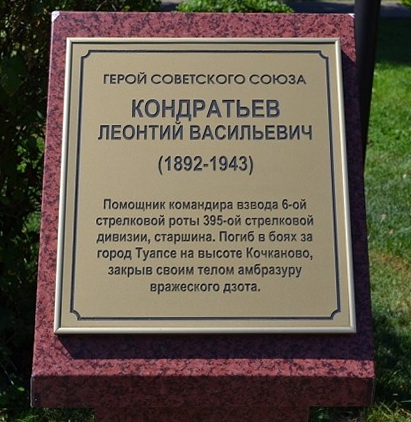 ГЕРОЙ СОВЕТСКОГО СОЮЗА
КОНДРАТЬЕВ
ЛЕОНТИЙ ВАСИЛЬЕВИЧ
(1892-1943)
Помощник командира взвода 6-ой
стрелковой роты 395-ой стрелковой
дивизии, старшина. Погиб в боях за
город Туапсе на высоте Кочканово,
закрыв своим телом амбразуру
вражеского дзота.